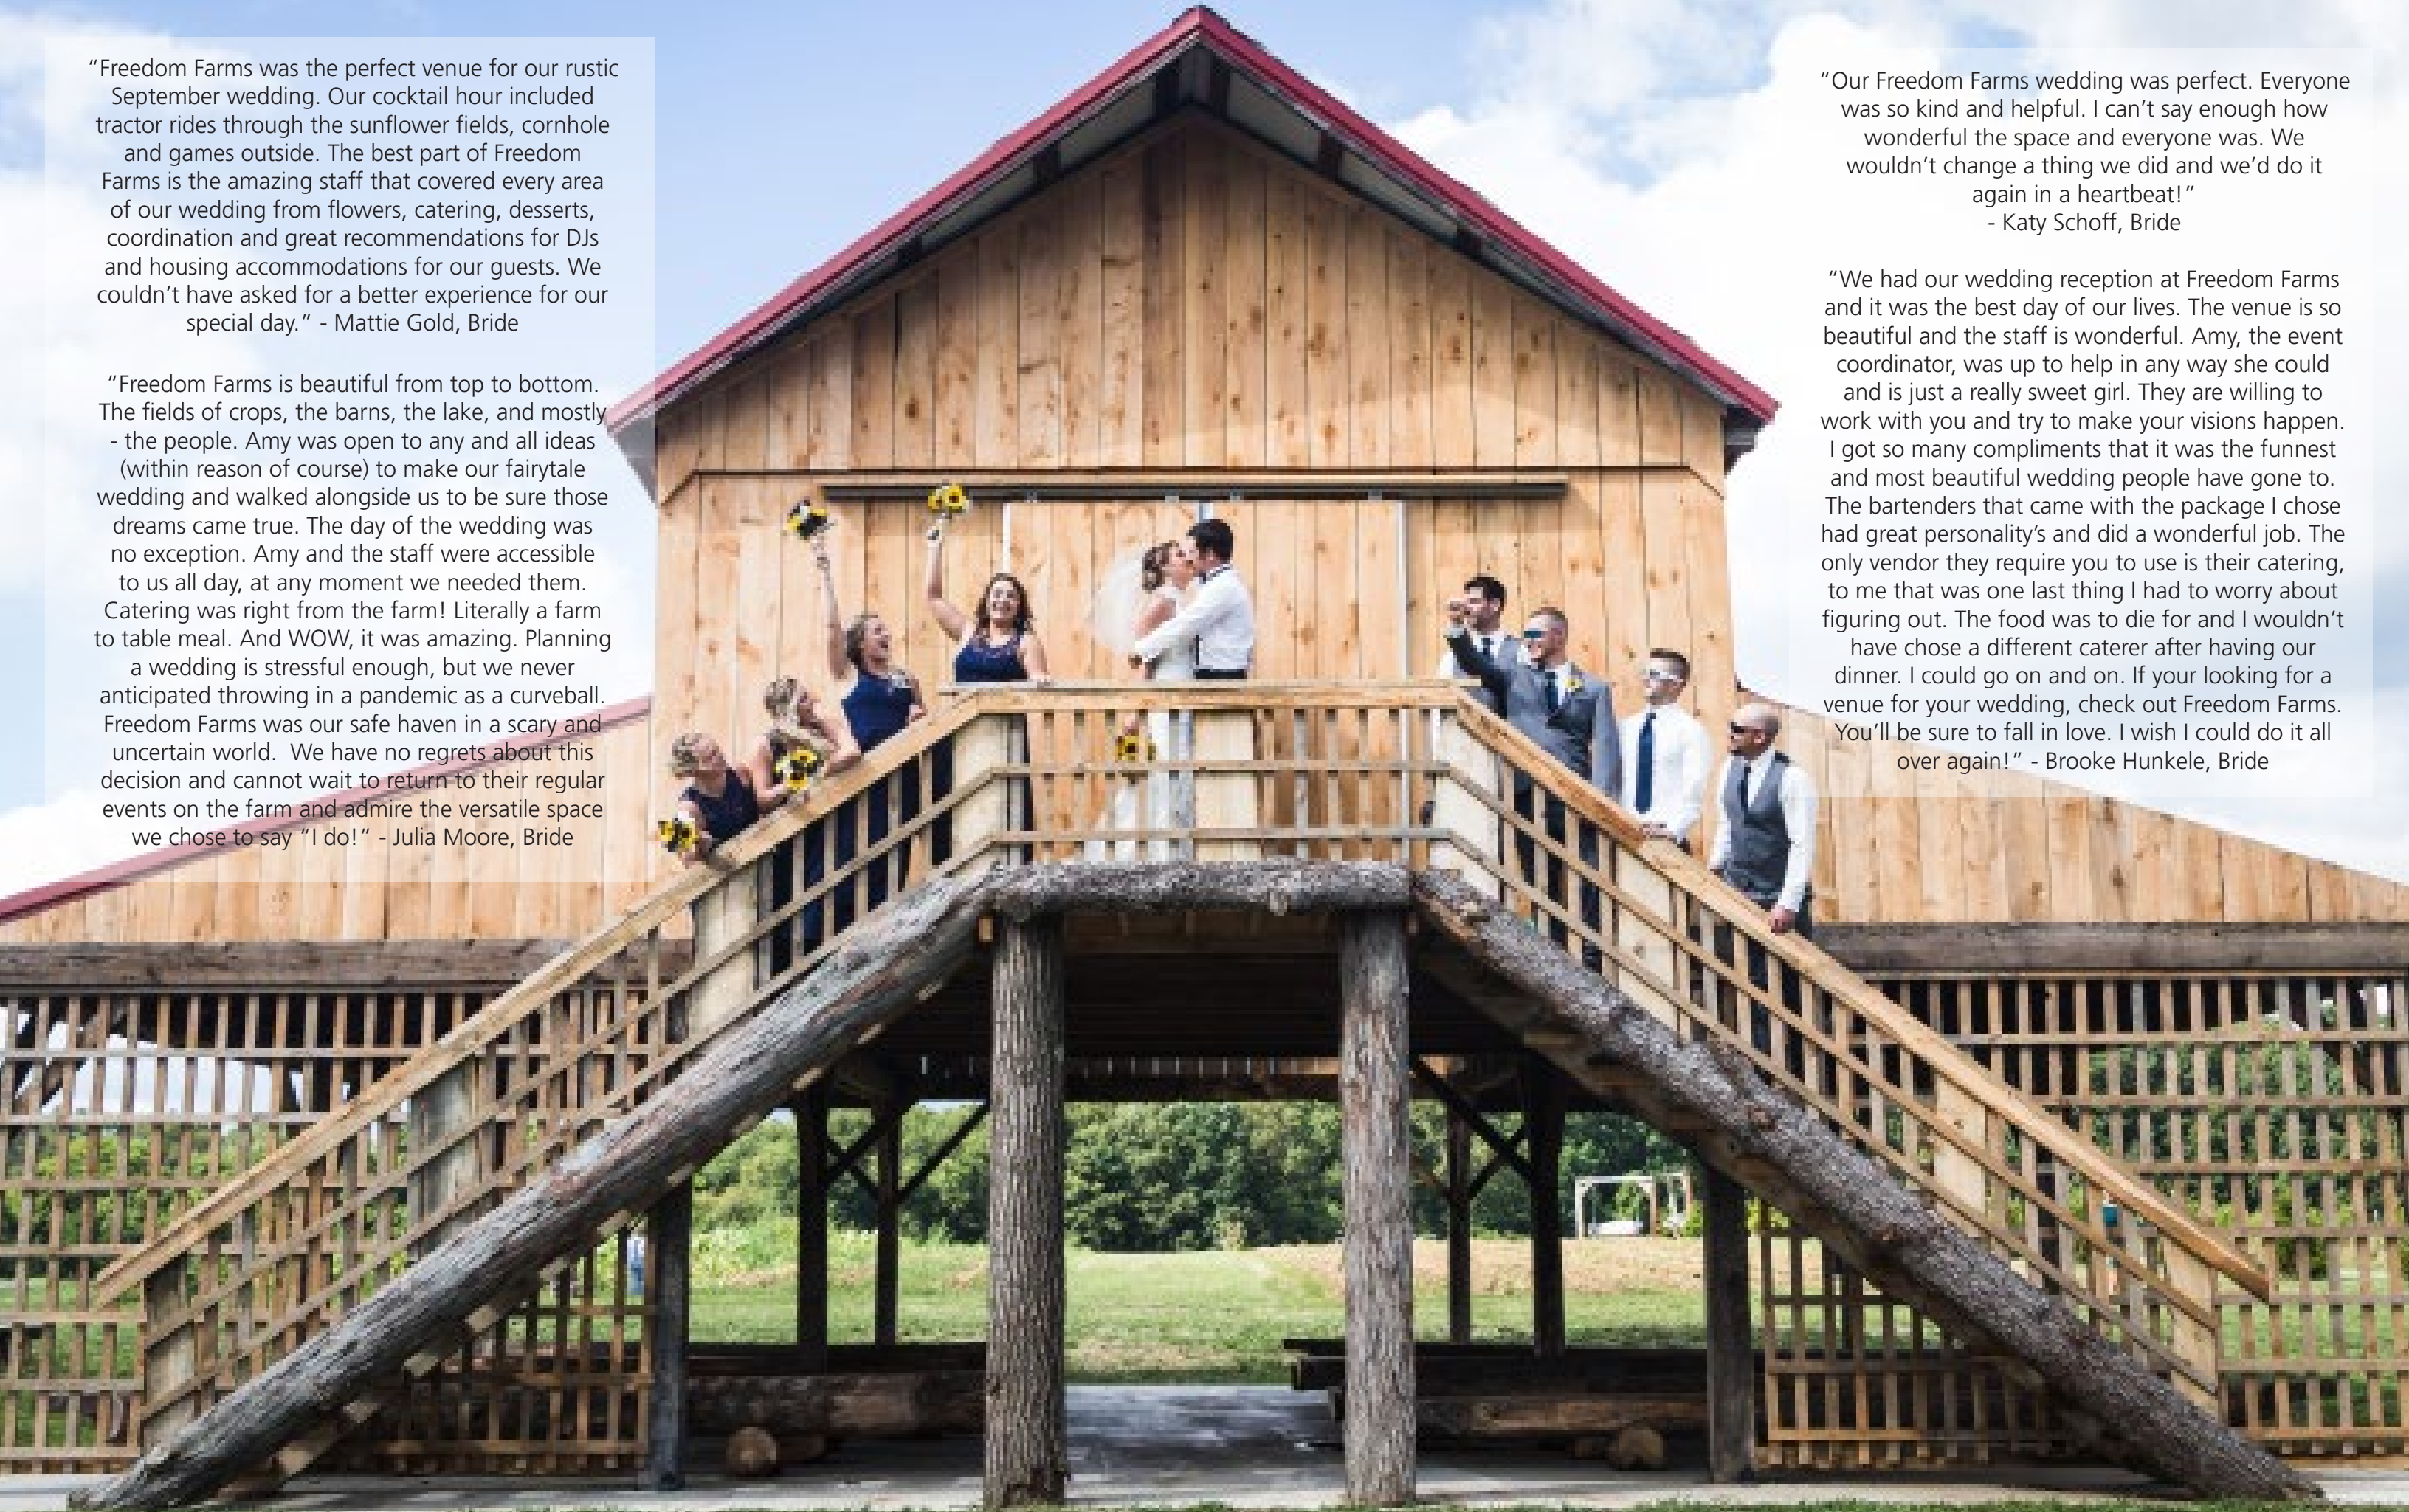 “Freedom Farms was the perfect venue for our rustic
September wedding. Our cocktail hour included
tractor rides through the sunflower fields, cornhole
and games outside. The best part of Freedom
Farms is the amazing staff that covered every area
of our wedding from flowers, catering, desserts,
coordination and great recommendations for DJs
and housing accommodations for our guests. We
couldn’t have asked for a better experience for our
special day.” - Mattie Gold, Bride
“Freedom Farms is beautiful from top to bottom.
The fields of crops, the barns, the lake, and mostly
- the people. Amy was open to any and all ideas
(within reason of course) to make our fairytale
wedding and walked alongside us to be sure those
dreams came true. The day of the wedding was
no exception. Amy and the staff were accessible
to us all day, at any moment we needed them.
Catering was right from the farm! Literally a farm
to table meal. And WOW, it was amazing. Planning
a wedding is stressful enough, but we never
anticipated throwing in a pandemic as a curveball.
Freedom Farms was our safe haven in a scary and
uncertain world.  We have no regrets about this
decision and cannot wait to return to their regular
events on the farm and admire the versatile space
we chose to say “I do!” - Julia Moore, Bride
“Our Freedom Farms wedding was perfect. Everyone
was so kind and helpful. I can’t say enough how
wonderful the space and everyone was. We
wouldn’t change a thing we did and we’d do it
again in a heartbeat!”
- Katy Schoff, Bride
“We had our wedding reception at Freedom Farms
and it was the best day of our lives. The venue is so
beautiful and the staff is wonderful. Amy, the event
coordinator, was up to help in any way she could
and is just a really sweet girl. They are willing to
work with you and try to make your visions happen.
I got so many compliments that it was the funnest
and most beautiful wedding people have gone to.
The bartenders that came with the package I chose
had great personality’s and did a wonderful job. The
only vendor they require you to use is their catering,
to me that was one last thing I had to worry about
figuring out. The food was to die for and I wouldn’t
have chose a different caterer after having our
dinner. I could go on and on. If your looking for a
venue for your wedding, check out Freedom Farms.
You’ll be sure to fall in love. I wish I could do it all
over again!” - Brooke Hunkele, Bride